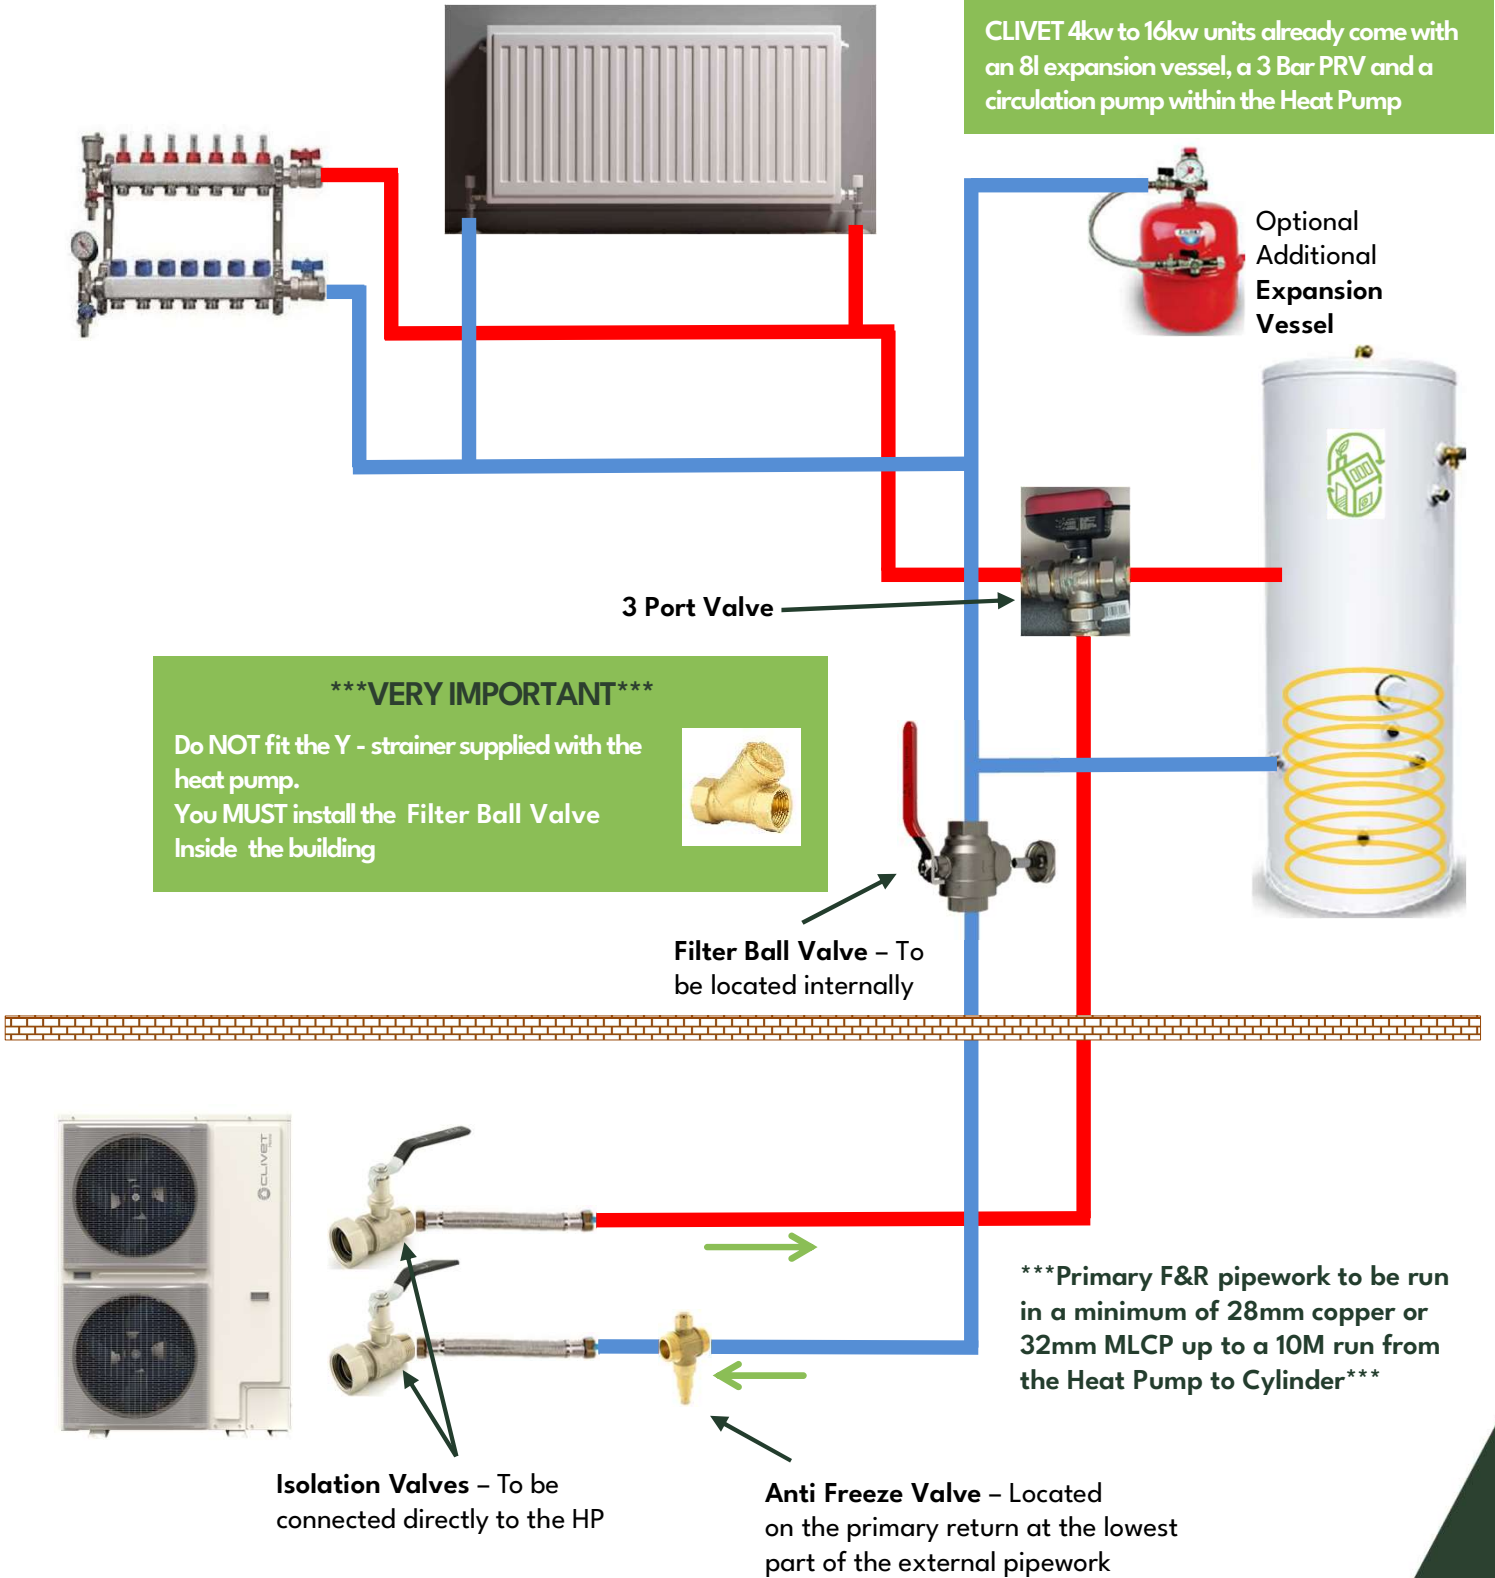 CLIVET 4kw to 16kw units already come with
an 8l expansion vessel, a 3 Bar PRV and a
circulation pump within the Heat Pump
Optional
Additional
Expansion
Vessel
3 Port Valve
***VERY IMPORTANT***
Do NOT fit the Y - strainer supplied with the
heat pump.
You MUST install the Filter Ball Valve
Inside the building
Filter Ball Valve – To
be located internally
CLIVET
***Primary F&R pipework to be run
in a minimum of 28mm copper or
32mm MLCP up to a 10M run from
the Heat Pump to Cylinder***
Isolation Valves – To be
connected directly to the HP
Anti Freeze Valve – Located
on the primary return at the lowest
part of the external pipework